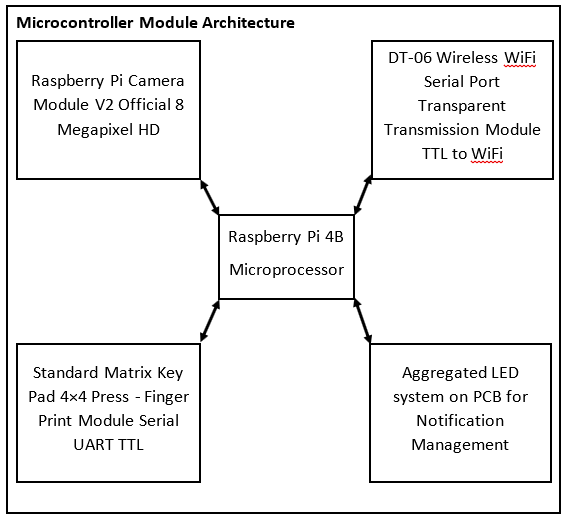 Microcontroller Module Architecture
Raspberry Pi Camera
Module V2 Official 8
Megapixel HD
DT-06 Wireless WiFi
Serial Port
Transparent
Transmission Module
TTL to WiFi
Raspberry Pi 4B
Microprocessor
Standard Matrix Key
Pad 4×4 Press - Finger
Print Module Serial
UART TTL
Aggregated LED
system on PCB for
Notification
Management